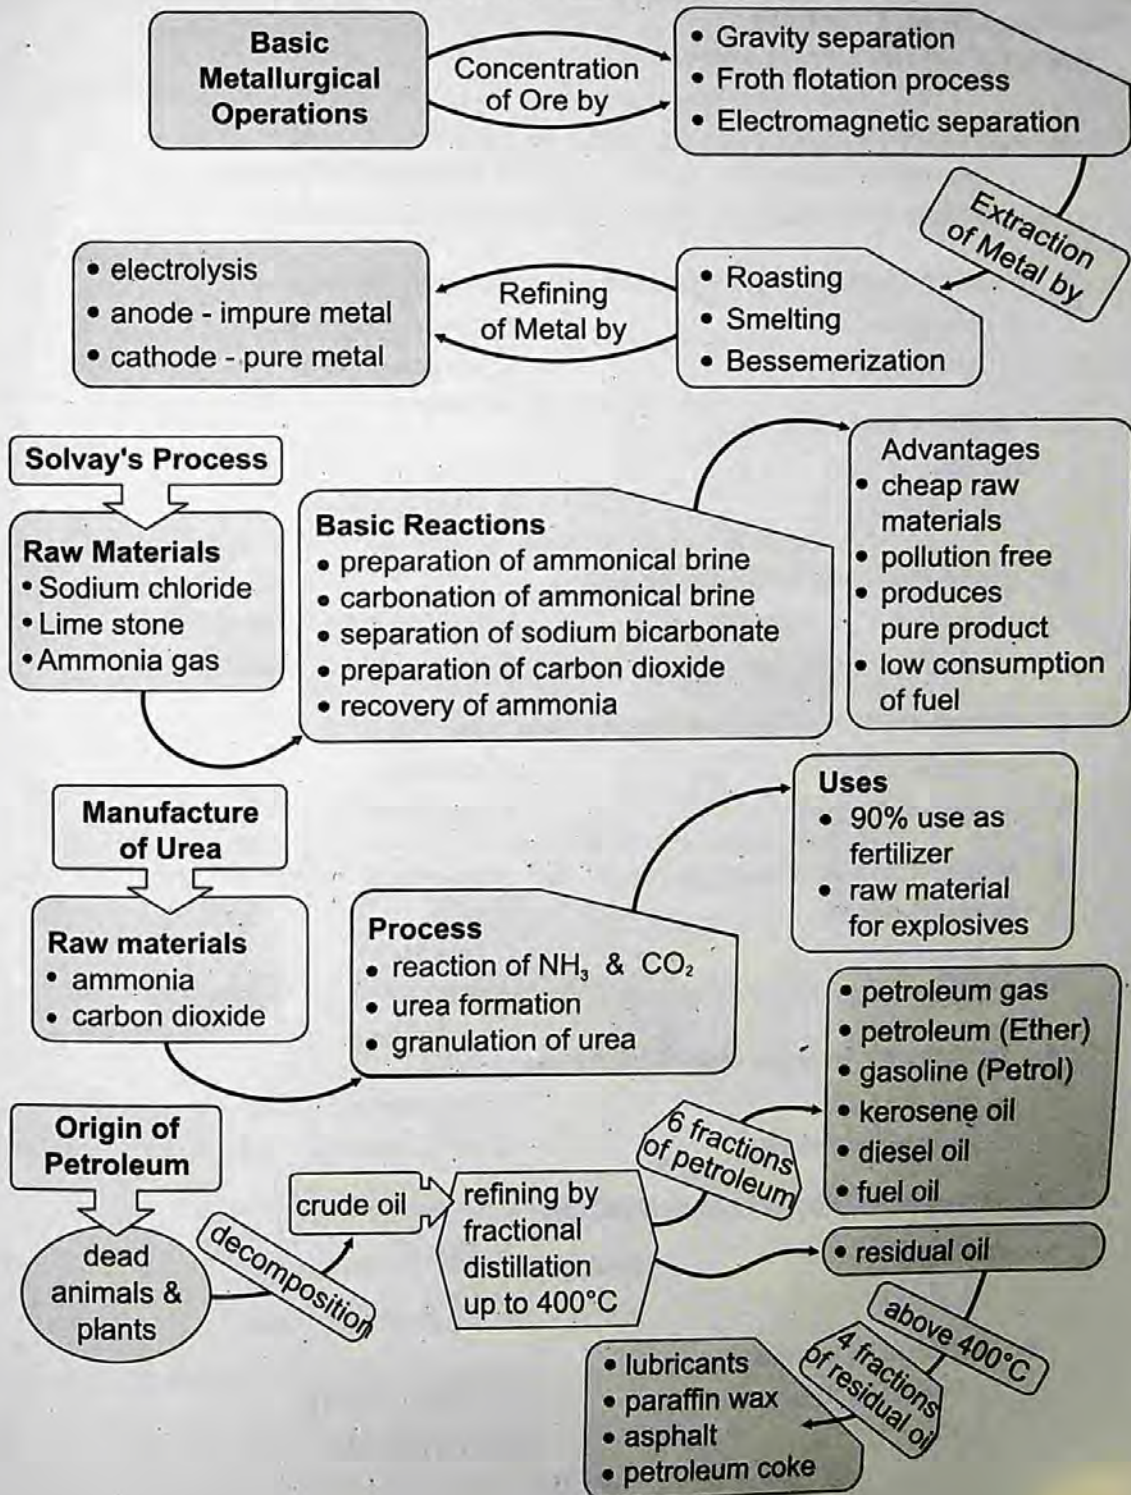 Basic
Metallurgical
Operations
Concentration
of Ore by
• Gravity separation
• Froth flotation process
• Electromagnetic separation
Extraction
of Metal by
• Roasting
• Smelting
• Bessemerization
Refining
of Metal by
• electrolysis
• anode - impure metal
• cathode - pure metal
Solvay's Process
Raw Materials
• Sodium chloride
• Lime stone
• Ammonia gas
Basic Reactions
• preparation of ammonical brine
• carbonation of ammonical brine
• separation of sodium bicarbonate
• preparation of carbon dioxide
• recovery of ammonia
Advantages
• cheap raw
materials
• pollution free
• produces
pure product
• low consumption
of fuel
Manufacture
of Urea
Raw materials
• ammonia
• carbon dioxide
Process
• reaction of NH₃ & CO₂
• urea formation
• granulation of urea
Uses
• 90% use as
fertilizer
• raw material
for explosives
Origin of
Petroleum
dead
animals &
plants
decomposition
crude oil
refining by
fractional
distillation
up to 400°C
6 fractions
of petroleum
• petroleum gas
• petroleum (Ether)
• gasoline (Petrol)
• kerosene oil
• diesel oil
• fuel oil
• residual oil
above 400°C
4 fractions
of residual oil
• lubricants
• paraffin wax
• asphalt
• petroleum coke